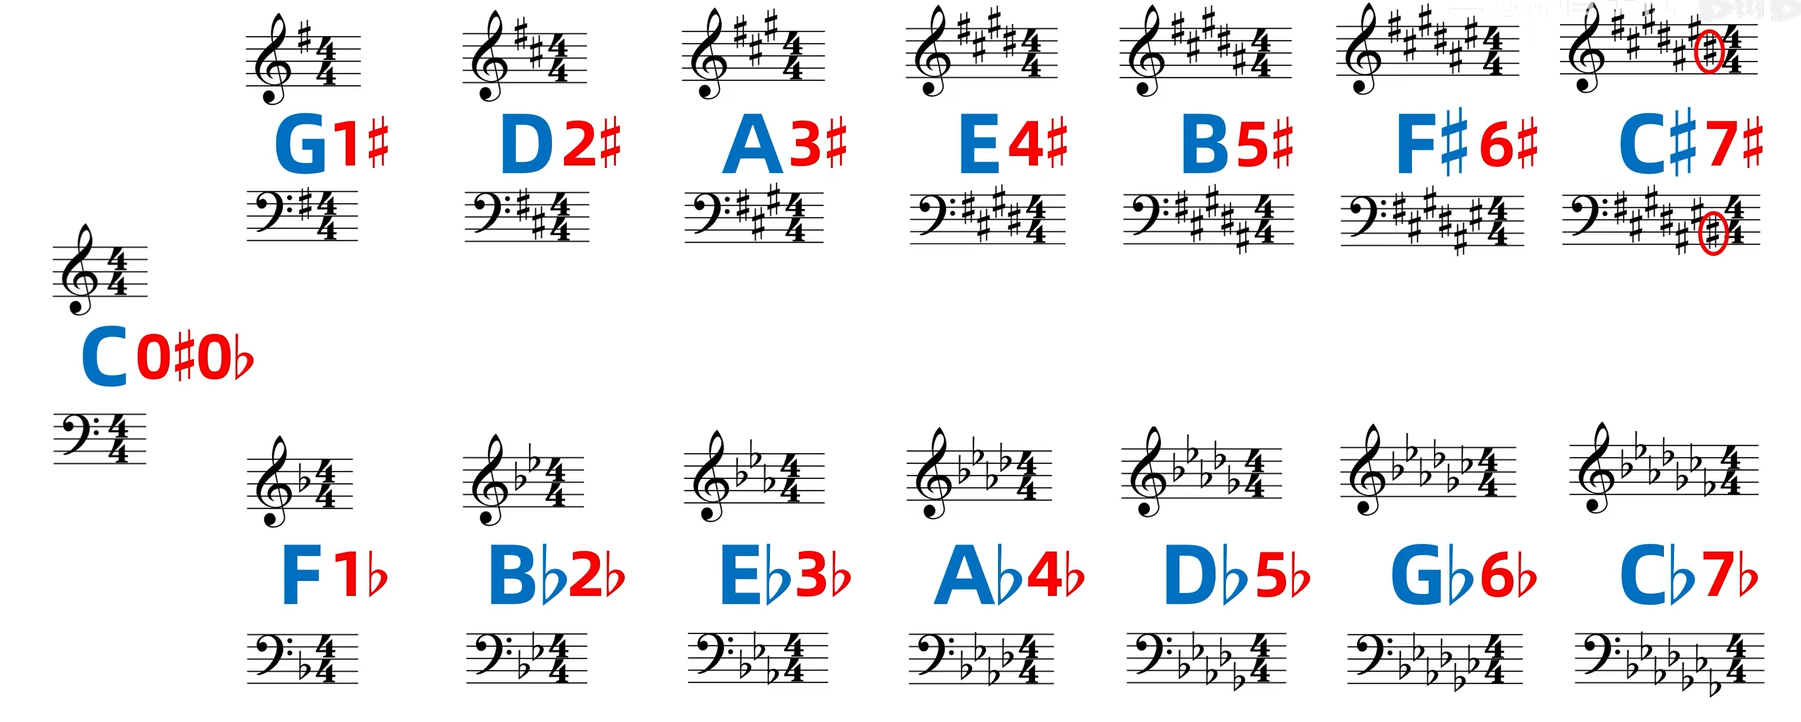 G1♯ D2♯ A3♯ E4♯ B5♯ F♯6♯ C♯7♯
C0♯0♭
F1♭ B♭2♭ E♭3♭ A♭4♭ D♭5♭ G♭6♭ C♭7♭